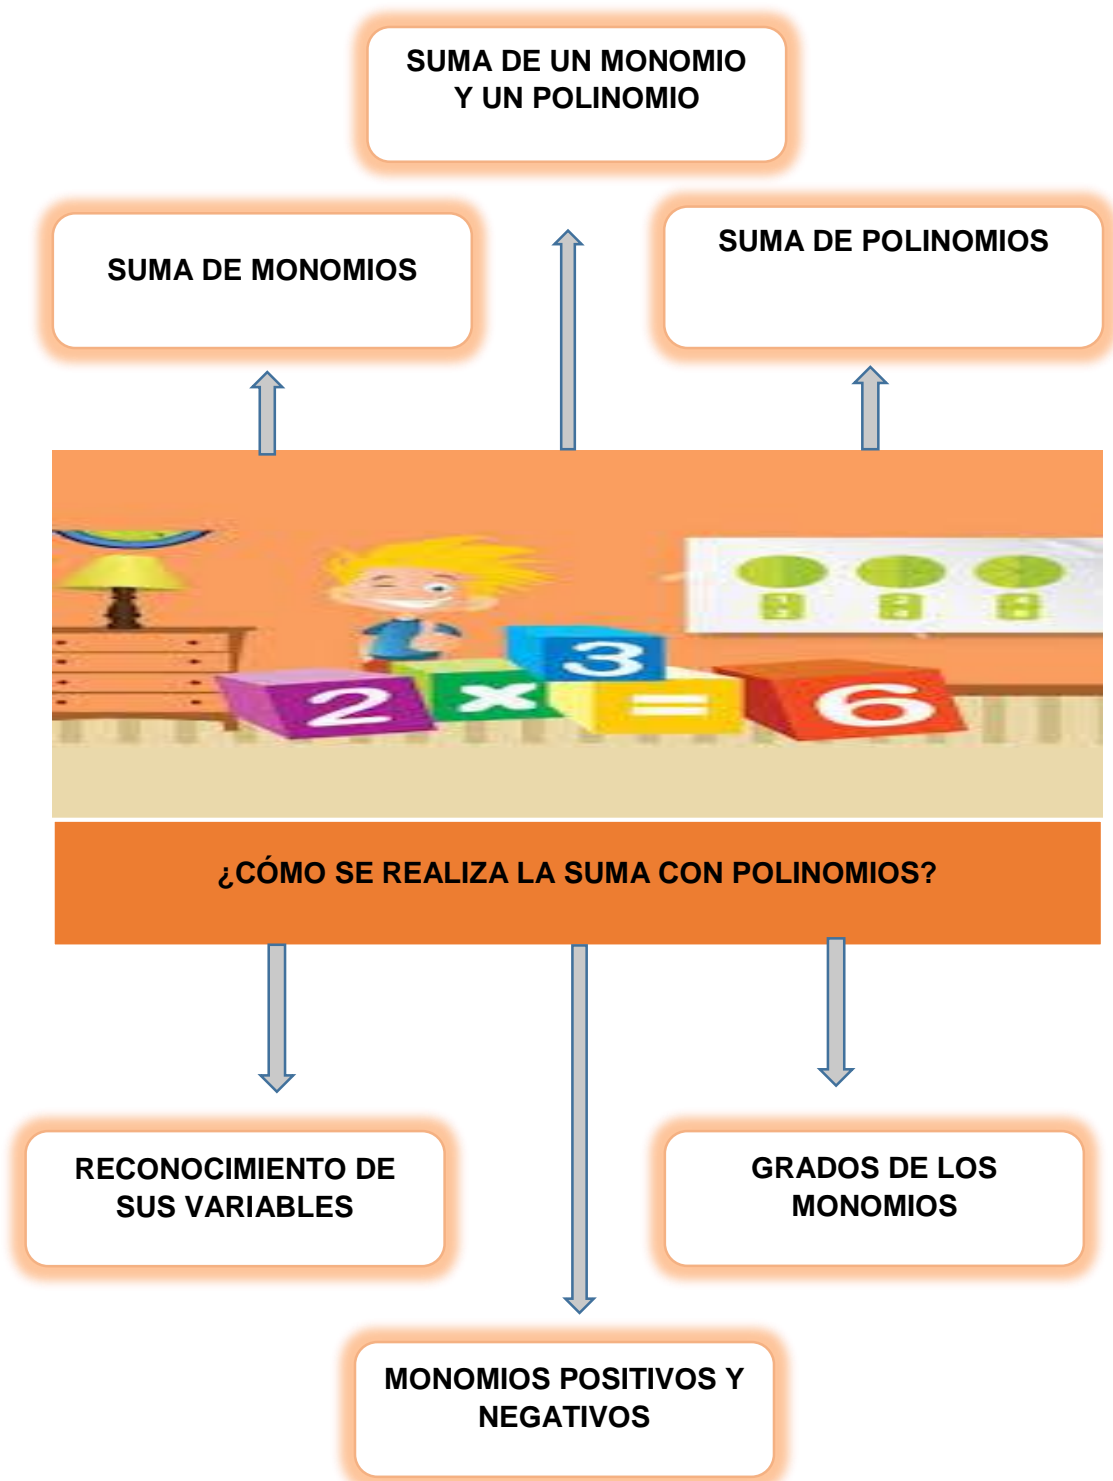 SUMA DE UN MONOMIO
Y UN POLINOMIO
SUMA DE MONOMIOS
SUMA DE POLINOMIOS
3
2 x = 6
¿CÓMO SE REALIZA LA SUMA CON POLINOMIOS?
RECONOCIMIENTO DE
SUS VARIABLES
GRADOS DE LOS
MONOMIOS
MONOMIOS POSITIVOS Y
NEGATIVOS